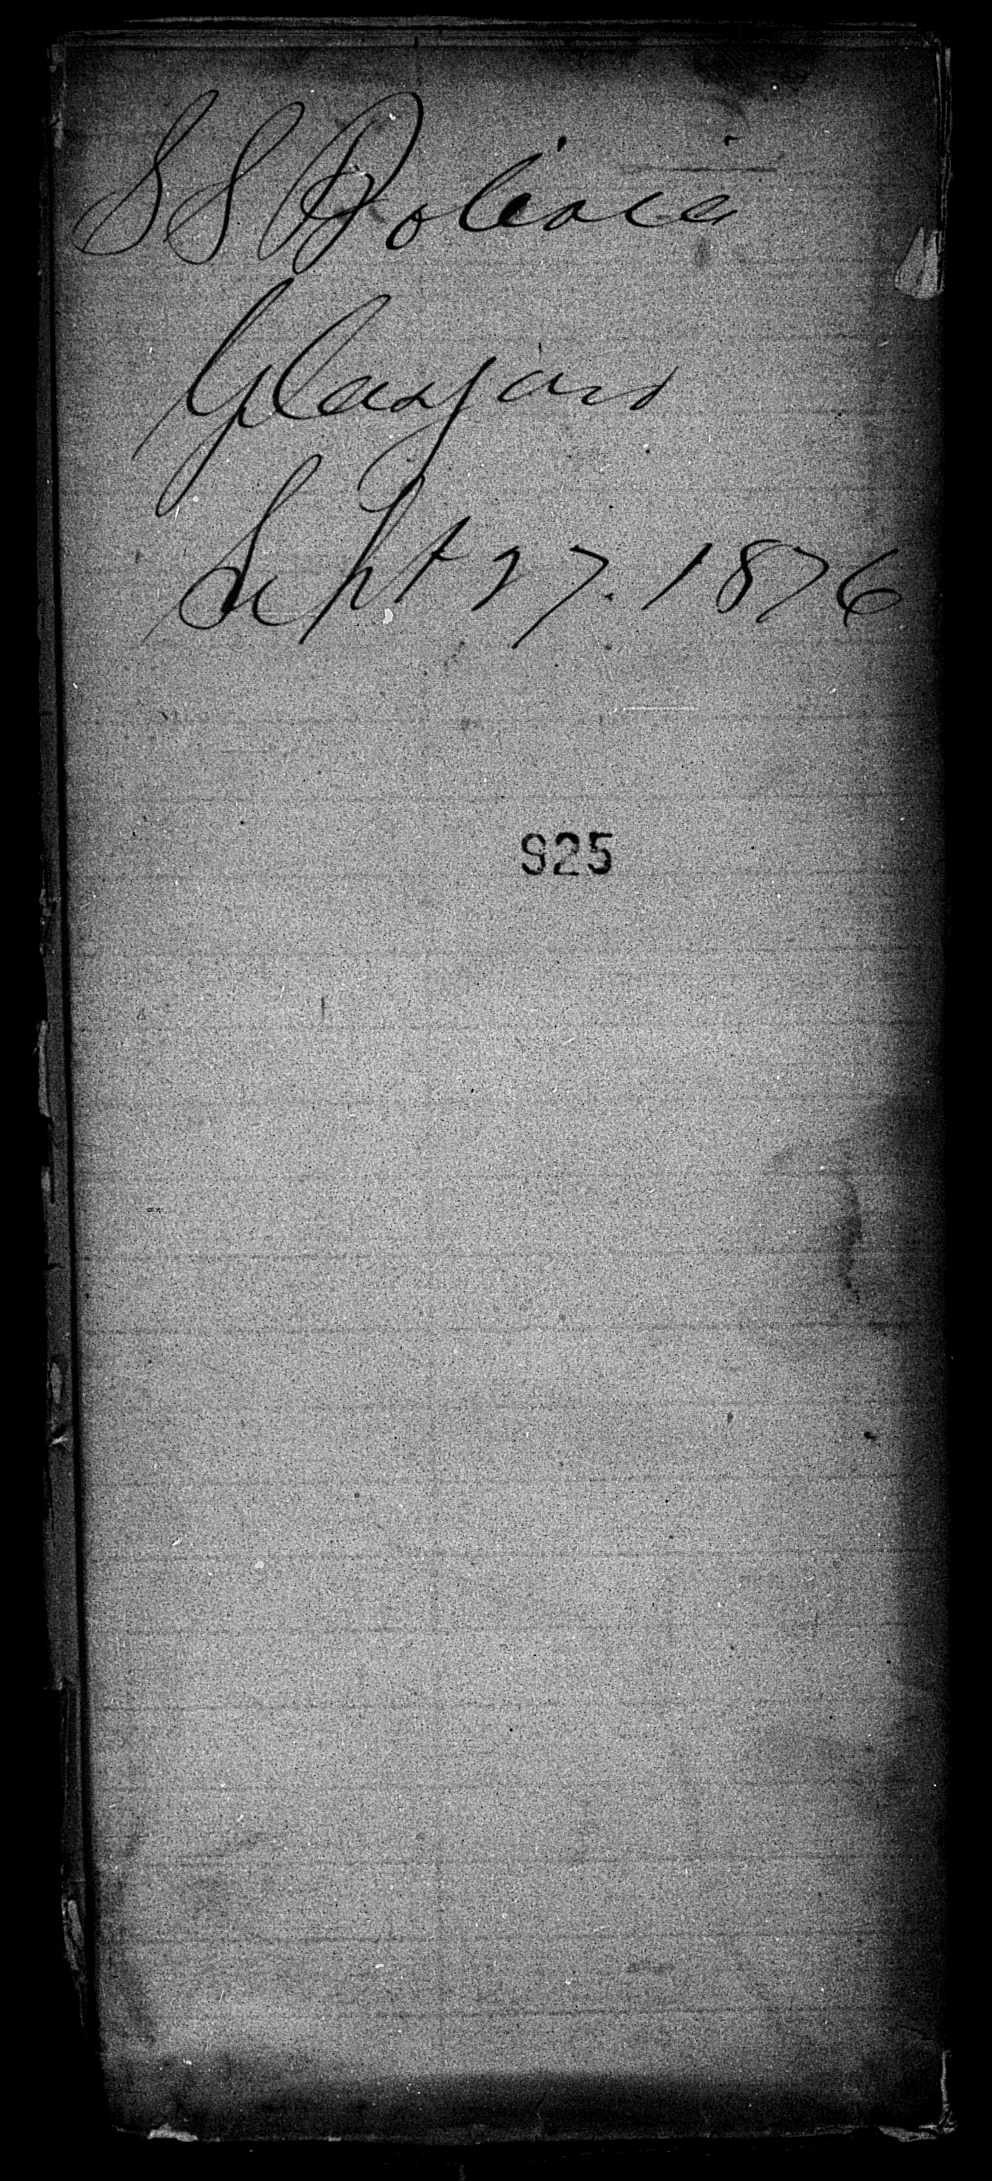 SS Bolivia
Glasgow
Sept 27. 1876
925